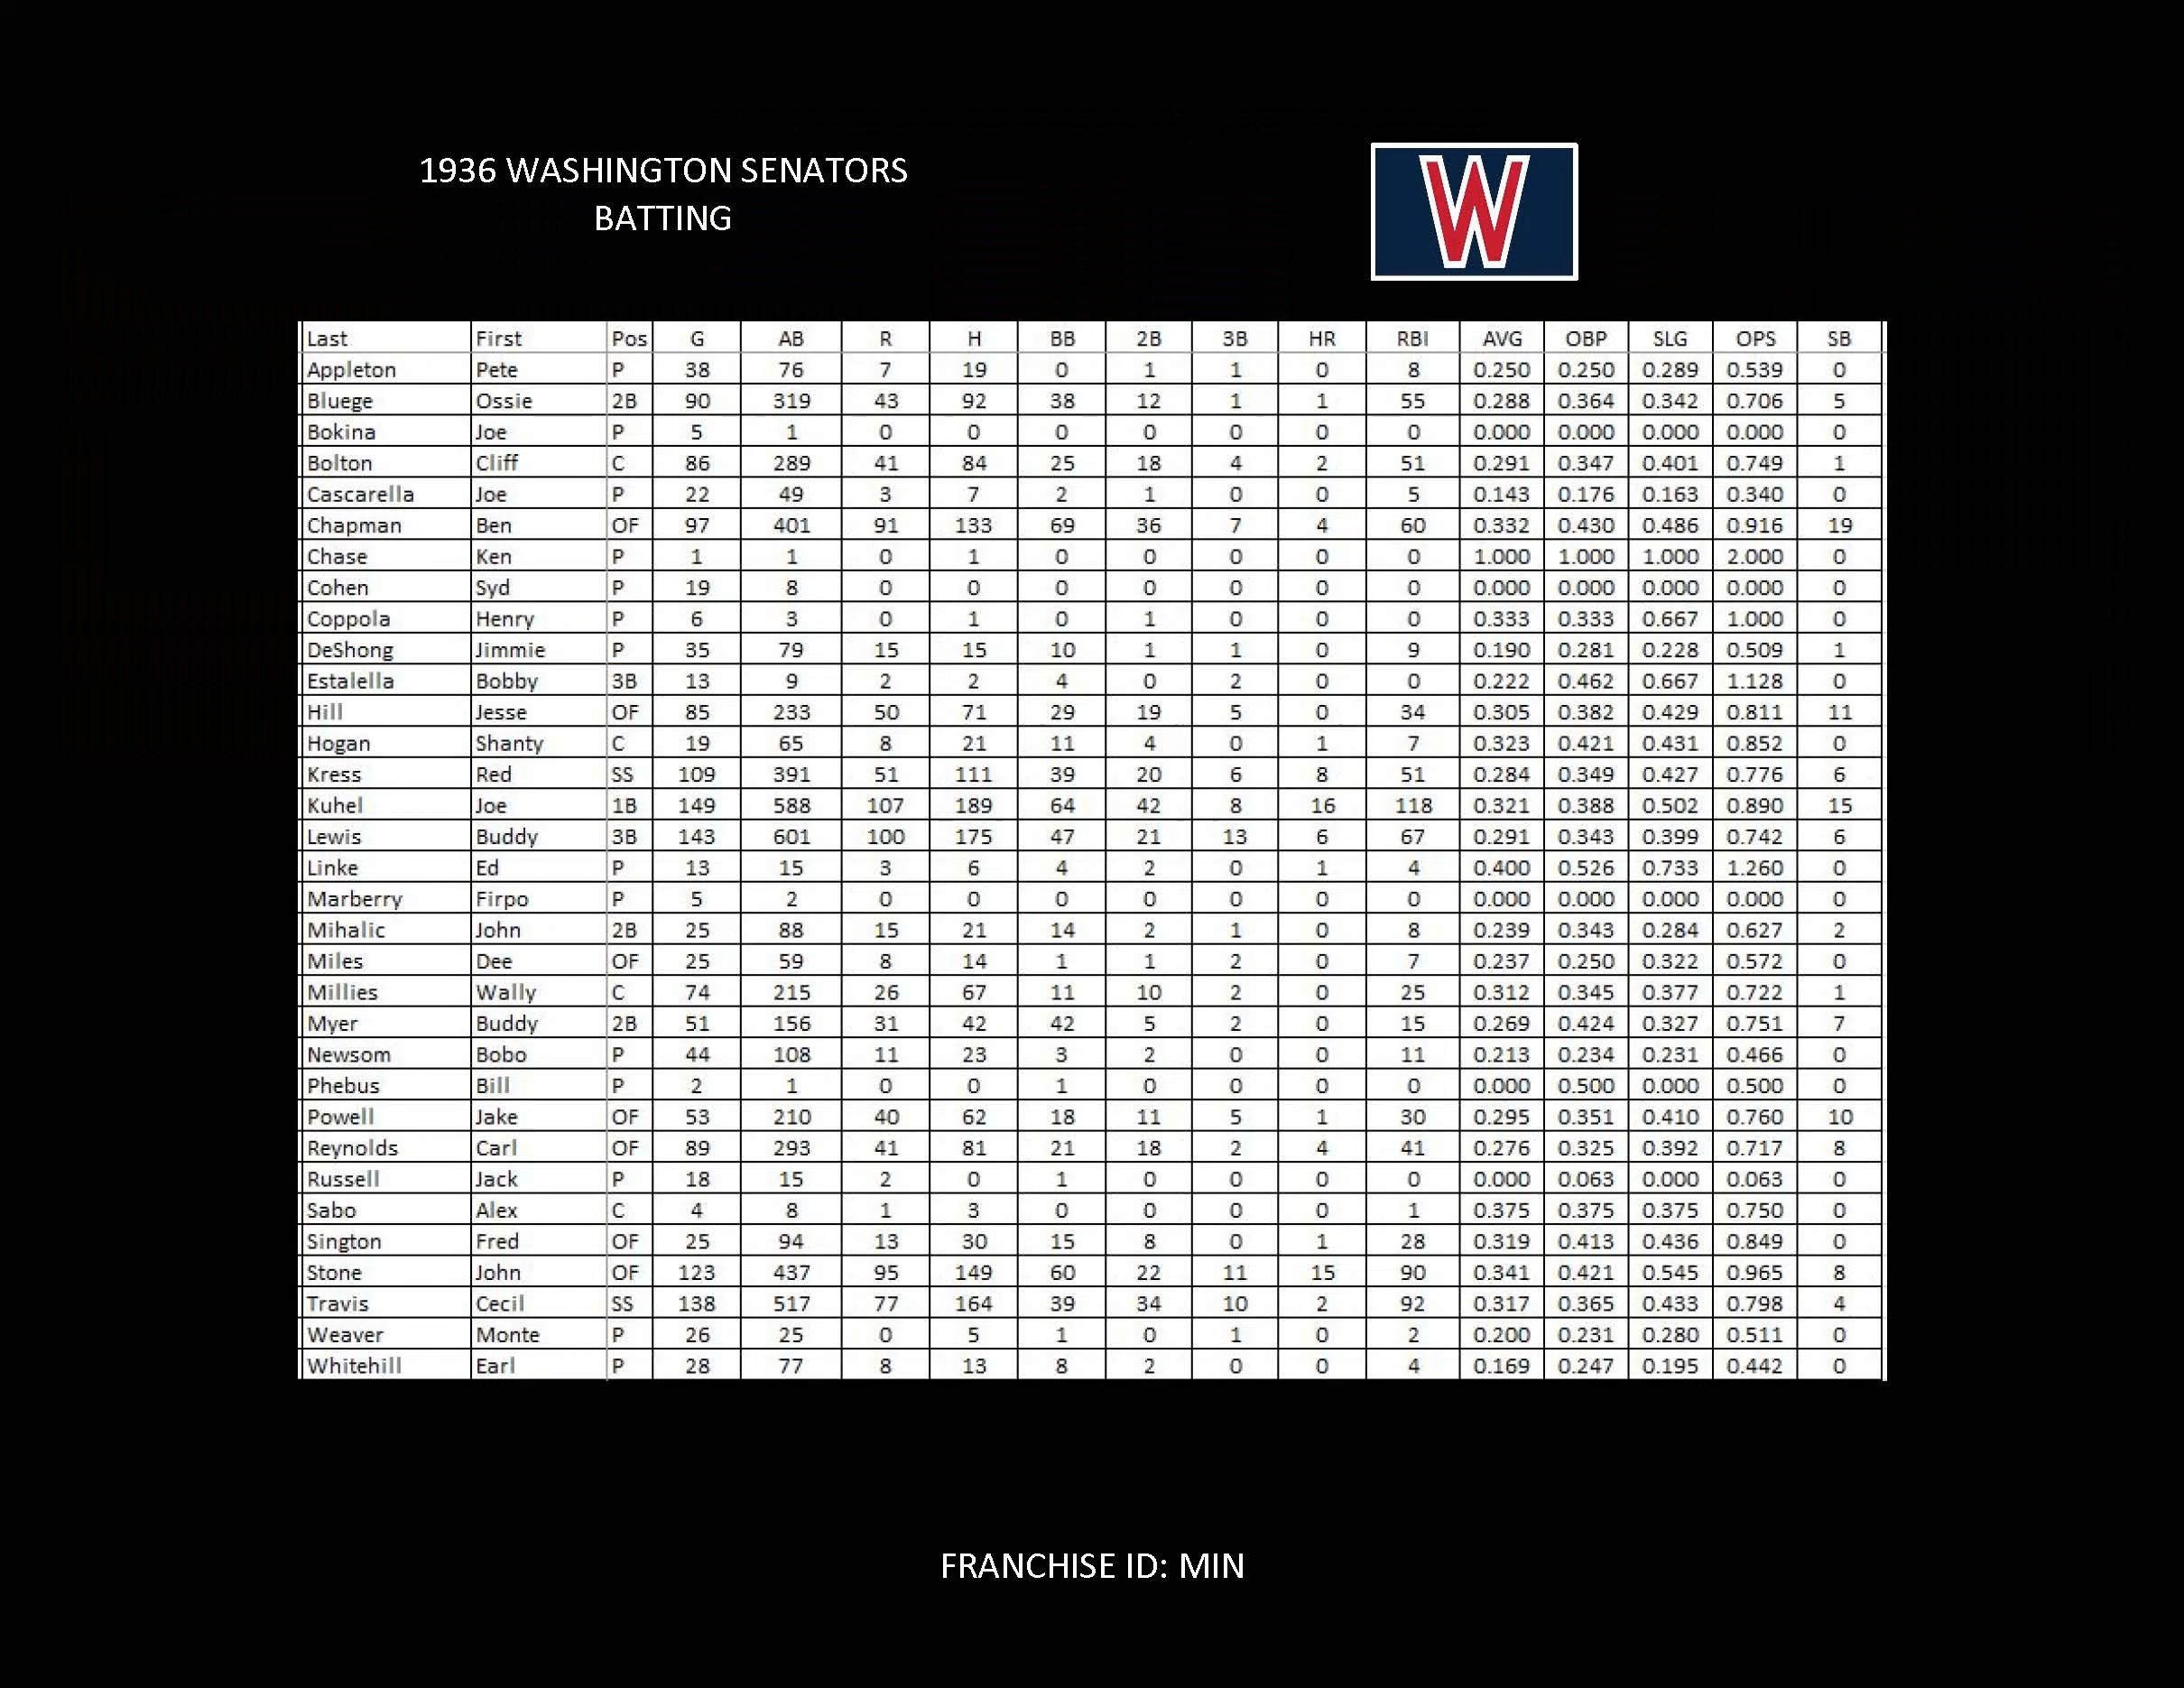 1936 WASHINGTON SENATORS
BATTING
W
Last First Pos G AB R H BB 2B 3B HR RBI AVG OBP SLG OPS SB
Appleton Pete P 38 76 7 19 0 1 1 0 8 0.250 0.250 0.289 0.539 0
Bluege Ossie 2B 90 319 43 92 38 12 1 1 55 0.288 0.364 0.342 0.706 5
Bokina Joe P 5 1 0 0 0 0 0 0 0 0.000 0.000 0.000 0.000 0
Bolton Cliff C 86 289 41 84 25 18 4 2 51 0.291 0.347 0.401 0.749 1
Cascarella Joe P 22 49 3 7 2 1 0 0 5 0.143 0.176 0.163 0.340 0
Chapman Ben OF 97 401 91 133 69 36 7 4 60 0.332 0.430 0.486 0.916 19
Chase Ken P 1 1 0 1 0 0 0 0 0 1.000 1.000 1.000 2.000 0
Cohen Syd P 19 8 0 0 0 0 0 0 0 0.000 0.000 0.000 0.000 0
Coppola Henry P 6 3 0 1 0 1 0 0 0 0.333 0.333 0.667 1.000 0
DeShong Jimmie P 35 79 15 15 10 1 1 0 9 0.190 0.281 0.228 0.509 1
Estalella Bobby 3B 13 9 2 2 4 0 2 0 0 0.222 0.462 0.667 1.128 0
Hill Jesse OF 85 233 50 71 29 19 5 0 34 0.305 0.382 0.429 0.811 11
Hogan Shanty C 19 65 8 21 11 4 0 1 7 0.323 0.421 0.431 0.852 0
Kress Red SS 109 391 51 111 39 20 6 8 51 0.284 0.349 0.427 0.776 6
Kuhel Joe 1B 149 588 107 189 64 42 8 16 118 0.321 0.388 0.502 0.890 15
Lewis Buddy 3B 143 601 100 175 47 21 13 6 67 0.291 0.343 0.399 0.742 6
Linke Ed P 13 15 3 6 4 2 0 1 4 0.400 0.526 0.733 1.260 0
Marberry Firpo P 5 2 0 0 0 0 0 0 0 0.000 0.000 0.000 0.000 0
Mihalic John 2B 25 88 15 21 14 2 1 0 8 0.239 0.343 0.284 0.627 2
Miles Dee OF 25 59 8 14 1 1 2 0 7 0.237 0.250 0.322 0.572 0
Millies Wally C 74 215 26 67 11 10 2 0 25 0.312 0.345 0.377 0.722 1
Myer Buddy 2B 51 156 31 42 42 5 2 0 15 0.269 0.424 0.327 0.751 7
Newsom Bobo P 44 108 11 23 3 2 0 0 11 0.213 0.234 0.231 0.466 0
Phebus Bill P 2 1 0 0 1 0 0 0 0 0.000 0.500 0.000 0.500 0
Powell Jake OF 53 210 40 62 18 11 5 1 30 0.295 0.351 0.410 0.760 10
Reynolds Carl OF 89 293 41 81 21 18 2 4 41 0.276 0.325 0.392 0.717 8
Russell Jack P 18 15 2 0 1 0 0 0 0 0.000 0.063 0.000 0.063 0
Sabo Alex C 4 8 1 3 0 0 0 0 1 0.375 0.375 0.375 0.750 0
Sington Fred OF 25 94 13 30 15 8 0 1 28 0.319 0.413 0.436 0.849 0
Stone John OF 123 437 95 149 60 22 11 15 90 0.341 0.421 0.545 0.965 8
Travis Cecil SS 138 517 77 164 39 34 10 2 92 0.317 0.365 0.433 0.798 4
Weaver Monte P 26 25 0 5 1 0 1 0 2 0.200 0.231 0.280 0.511 0
Whitehill Earl P 28 77 8 13 8 2 0 0 4 0.169 0.247 0.195 0.442 0
FRANCHISE ID: MIN